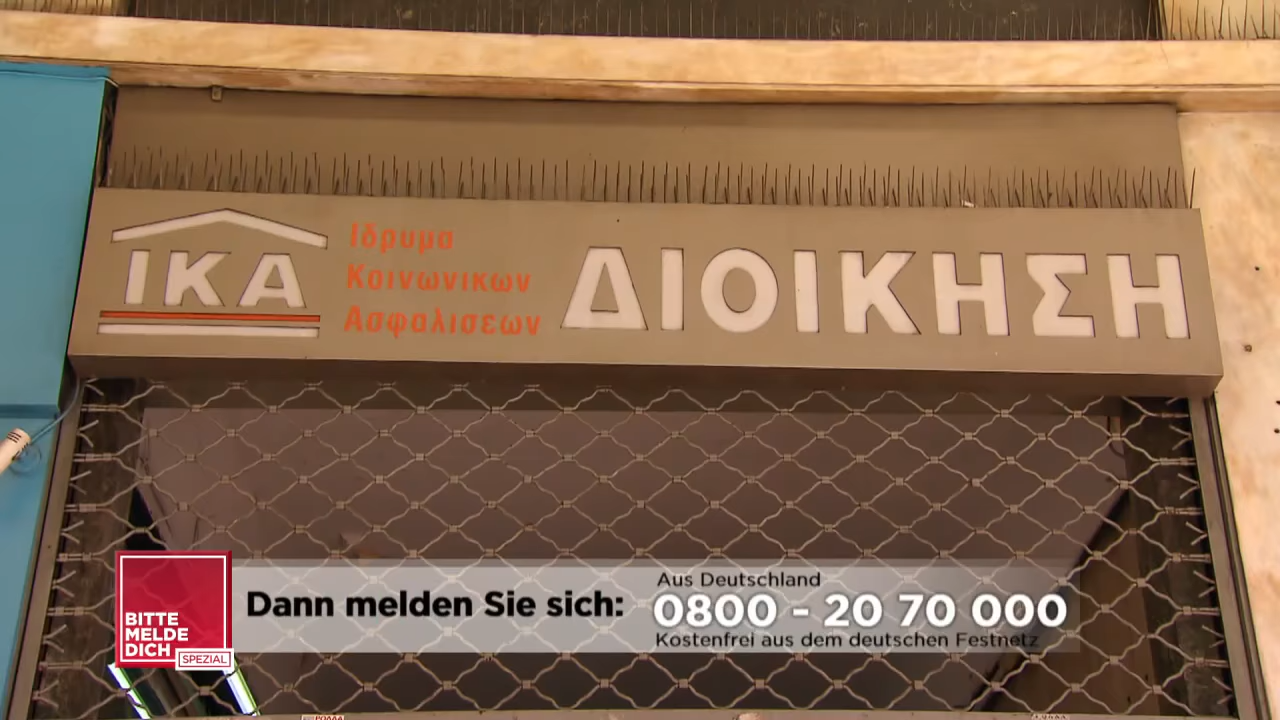 ΙΚΑ
Ιδρυμα
Κοινωνικων
Ασφαλισεων
ΔΙΟΙΚΗΣΗ
BITTE
MELDE
DICH
SPEZIAL
Dann melden Sie sich:
Aus Deutschland
0800 - 20 70 000
Kostenfrei aus dem deutschen Festnetz